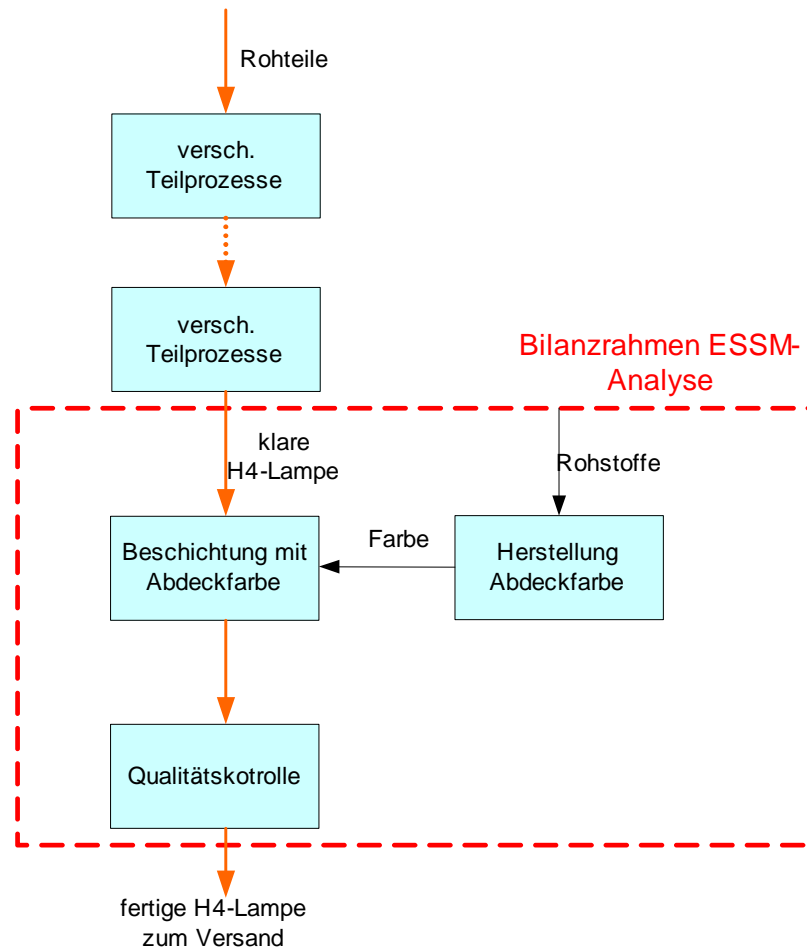 Rohteile
versch.
Teilprozesse
versch.
Teilprozesse
Bilanzrahmen ESSM-
Analyse
klare
H4-Lampe
Rohstoffe
Beschichtung mit
Abdeckfarbe
Farbe
Herstellung
Abdeckfarbe
Qualitätskotrolle
fertige H4-Lampe
zum Versand